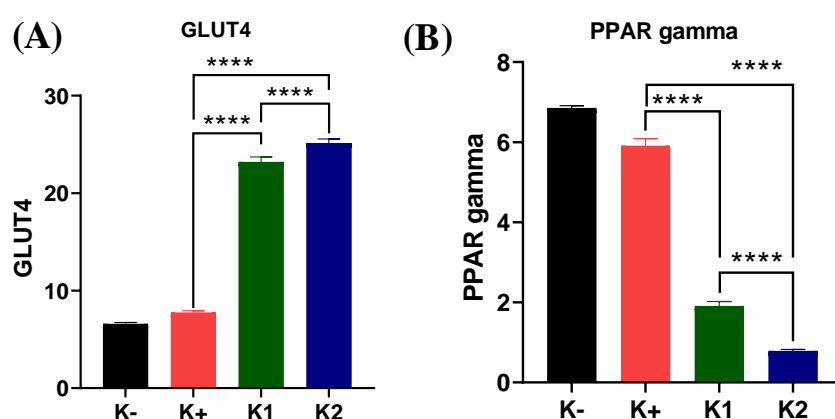 (A)
GLUT4
****
****
****
GLUT4
30
20
10
0
K-
K+
K1
K2
(B)
PPAR gamma
****
****
****
PPAR gamma
8
6
4
2
0
K-
K+
K1
K2